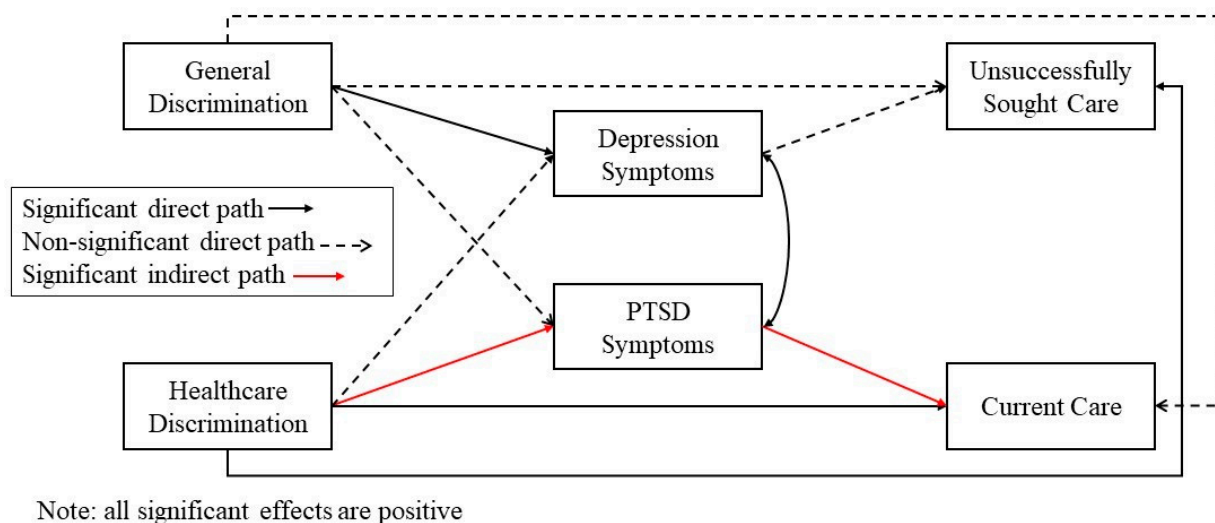 General
Discrimination
Unsuccessfully
Sought Care
Depression
Symptoms
Significant direct path
Non-significant direct path
Significant indirect path
PTSD
Symptoms
Healthcare
Discrimination
Current Care
Note: all significant effects are positive